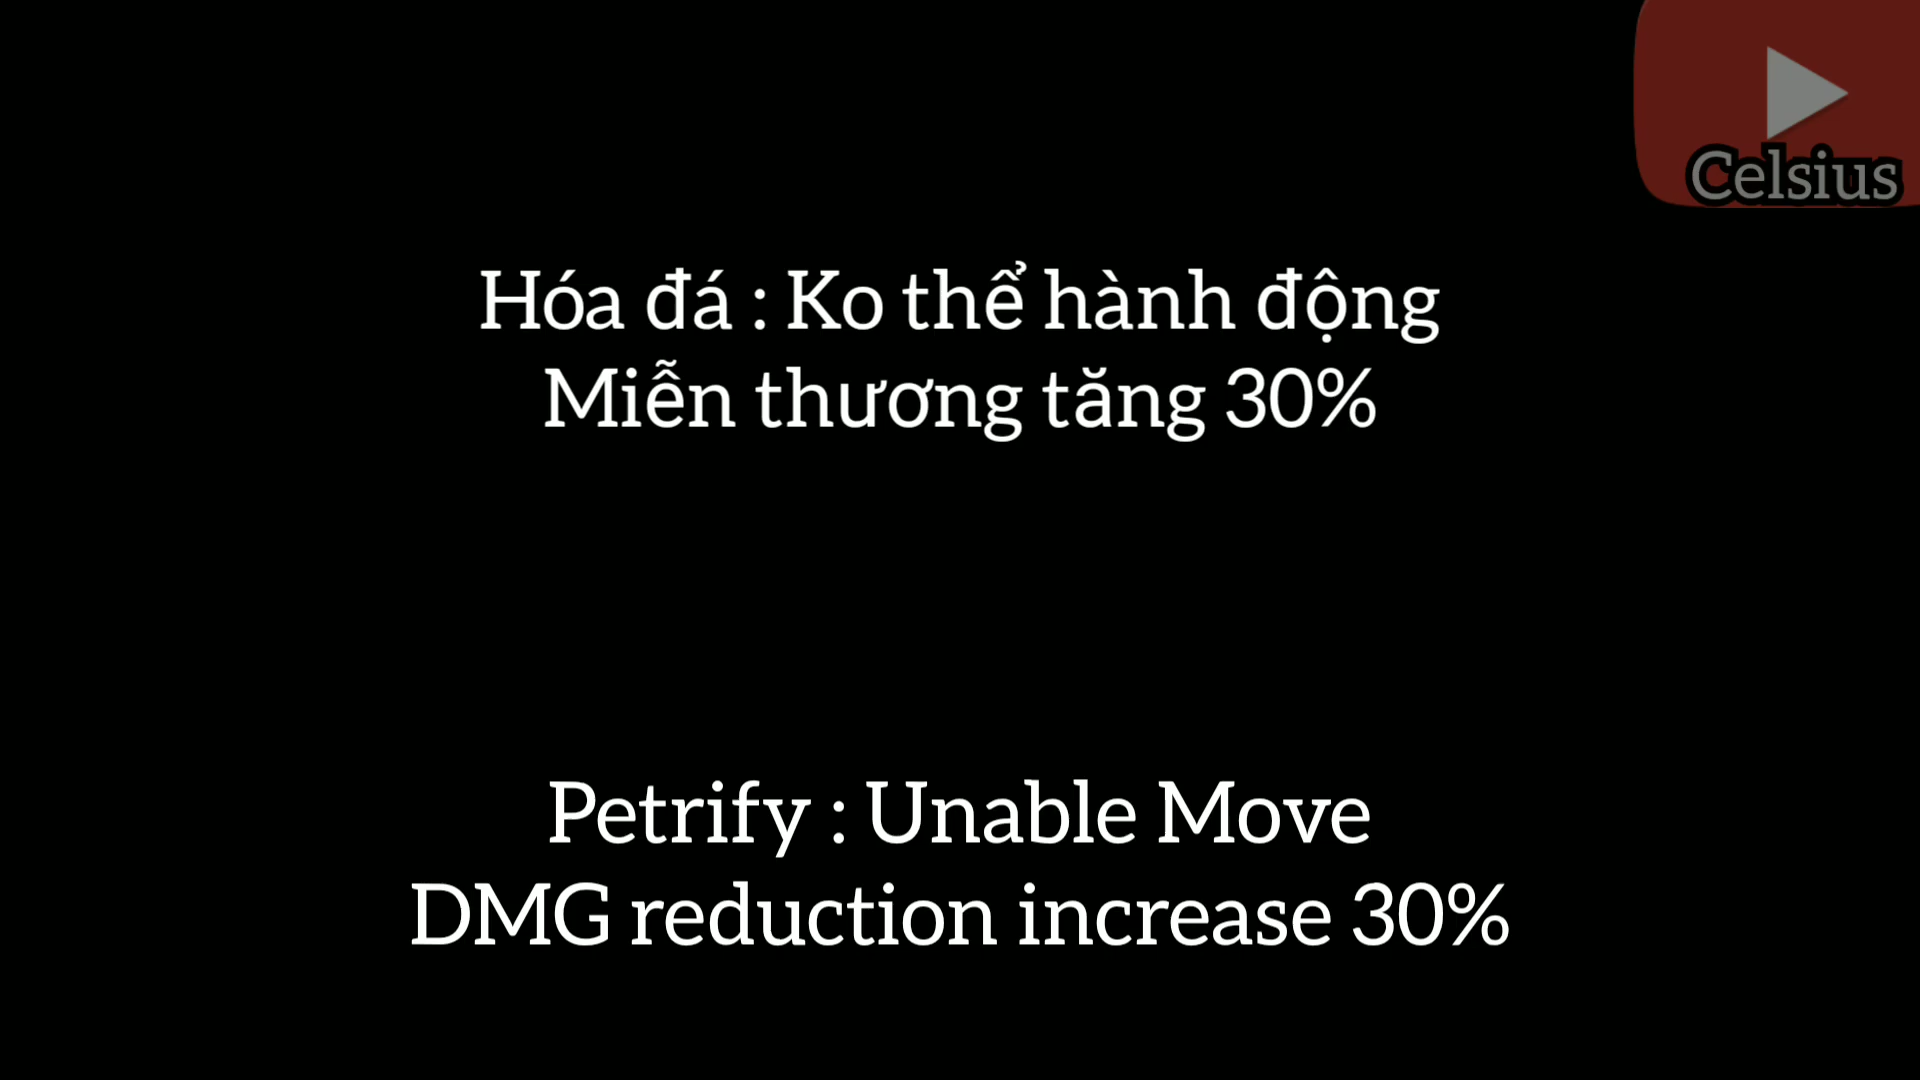 Celsius
Hóa đá : Ko thể hành động
Miễn thương tăng 30%
Petrify : Unable Move
DMG reduction increase 30%